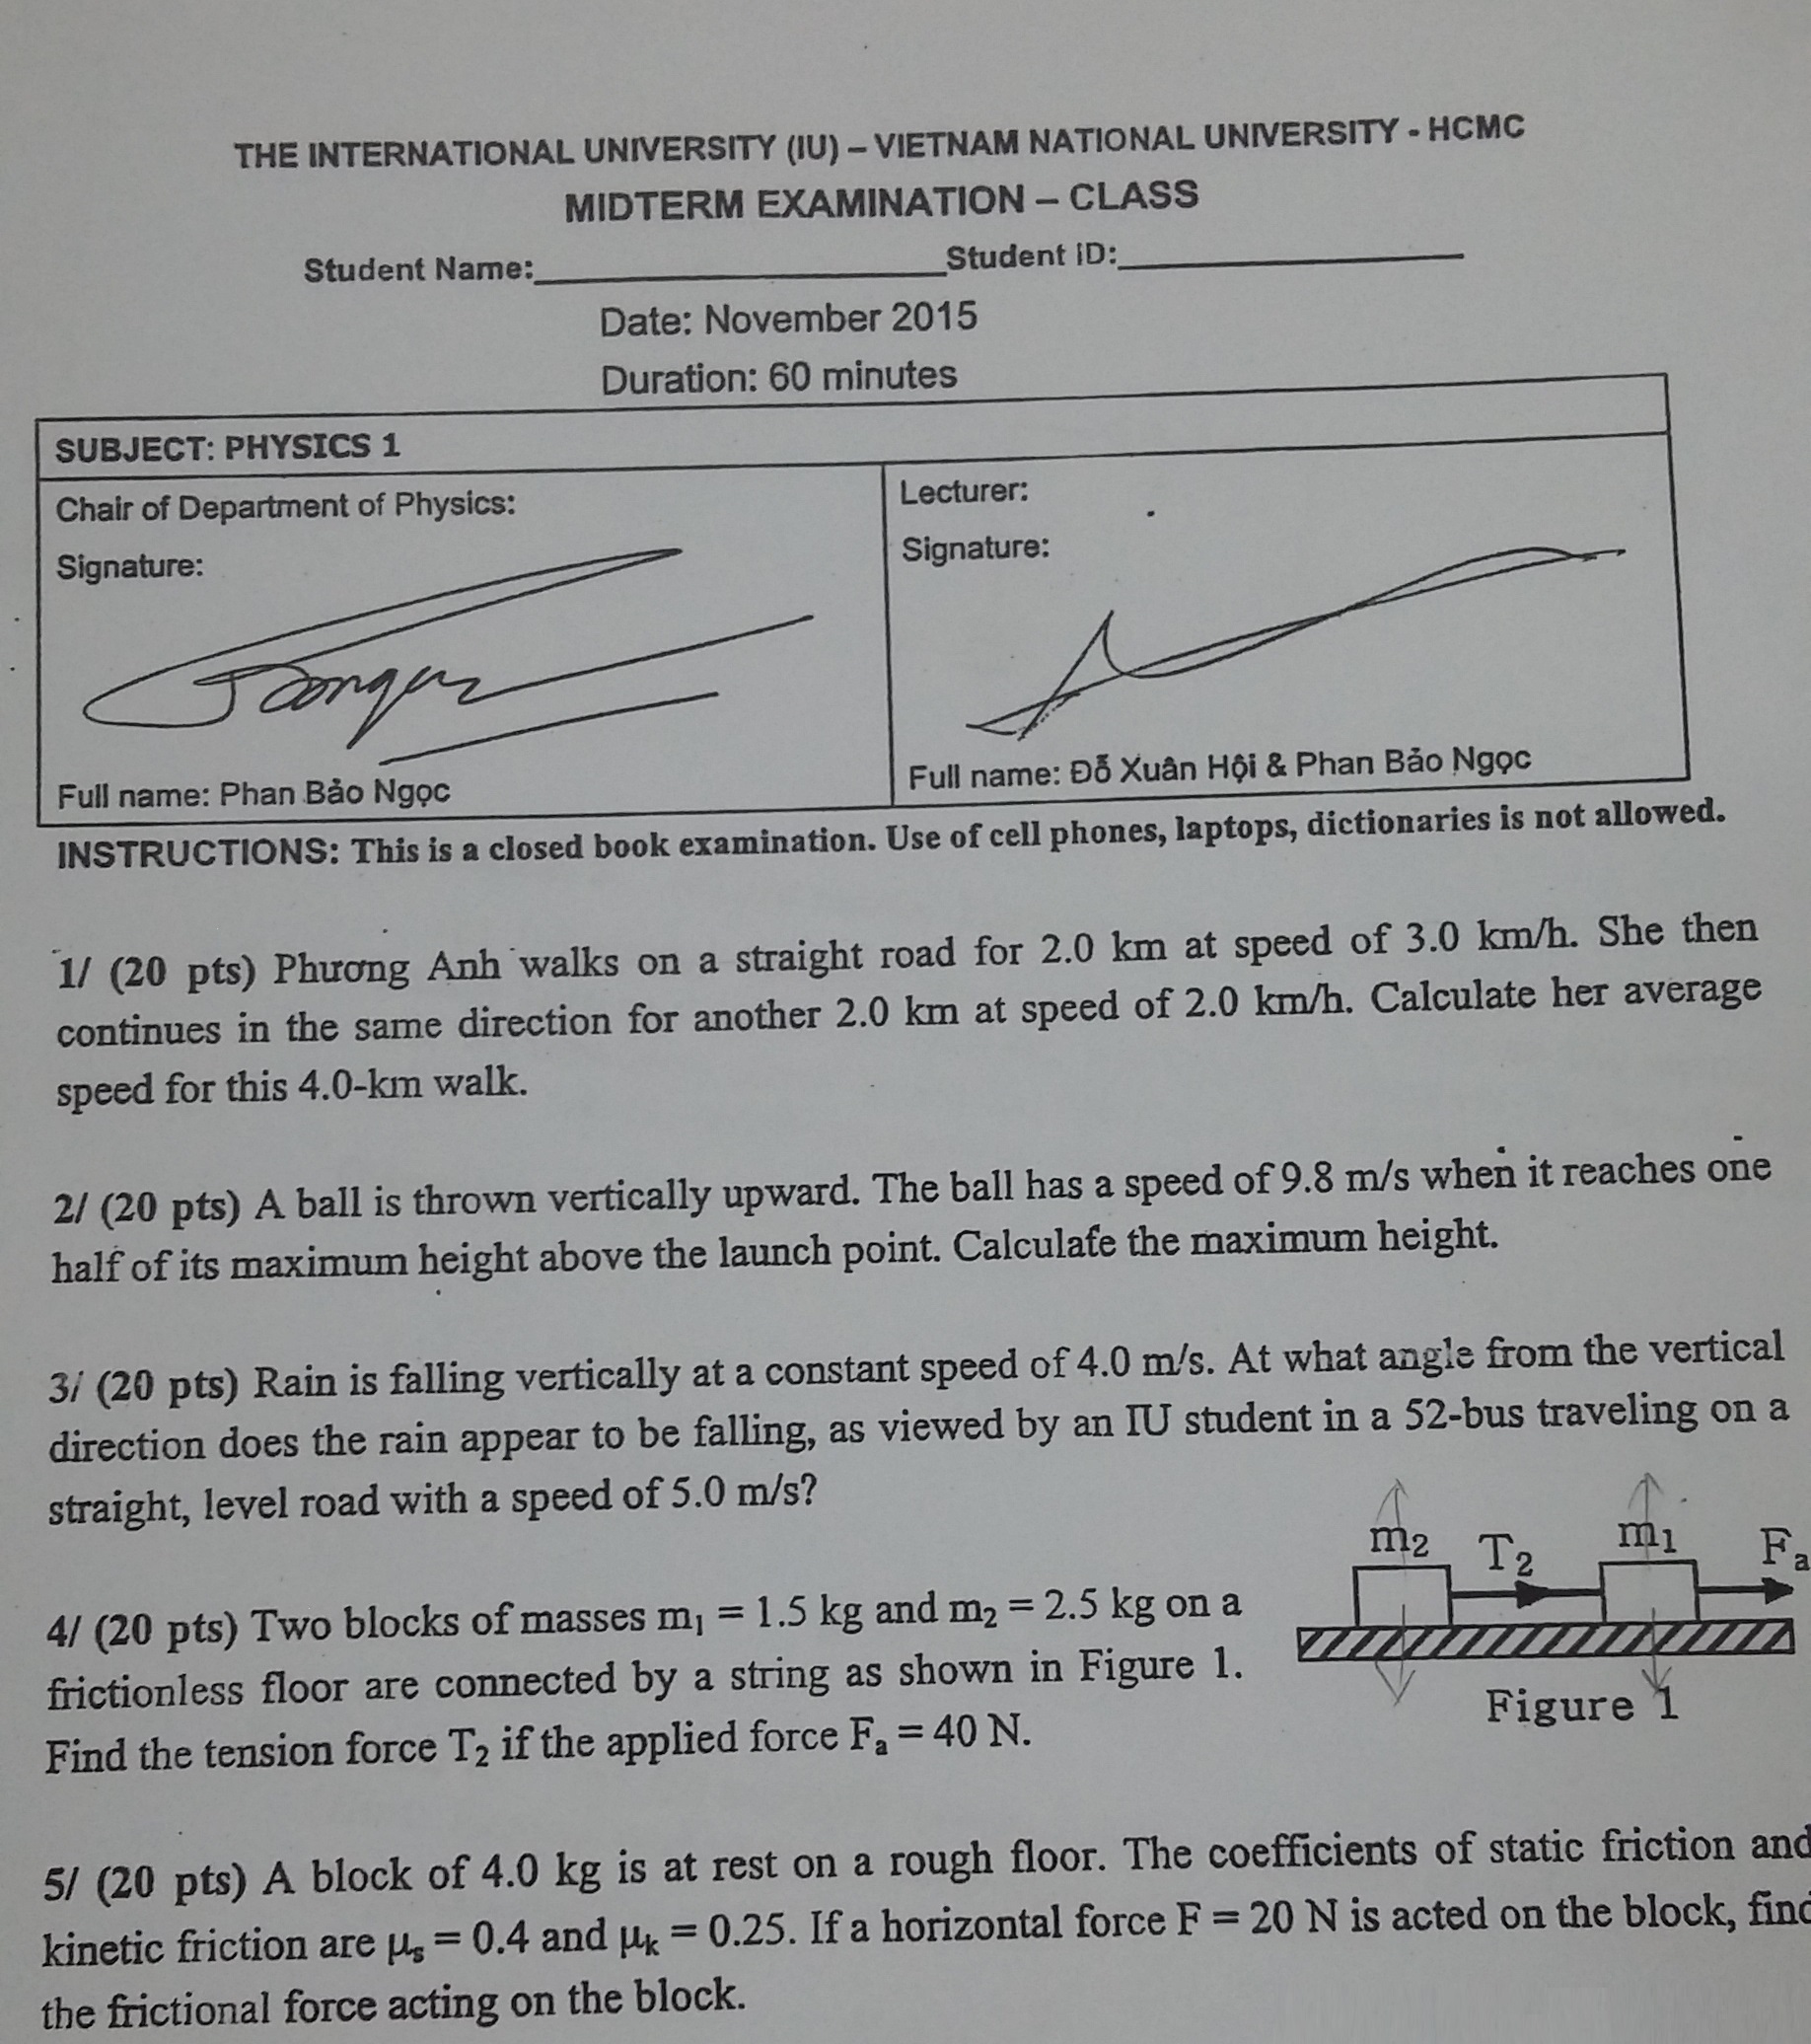 THE INTERNATIONAL UNIVERSITY (IU) – VIETNAM NATIONAL UNIVERSITY - HCMC
MIDTERM EXAMINATION – CLASS
Student Name:____________________Student ID:____________________
Date: November 2015
Duration: 60 minutes
SUBJECT: PHYSICS 1
Chair of Department of Physics:
Signature:
Full name: Phan Bảo Ngọc
Lecturer:
Signature:
Full name: Đỗ Xuân Hội & Phan Bảo Ngọc
INSTRUCTIONS: This is a closed book examination. Use of cell phones, laptops, dictionaries is not allowed.
1/ (20 pts) Phương Anh walks on a straight road for 2.0 km at speed of 3.0 km/h. She then
continues in the same direction for another 2.0 km at speed of 2.0 km/h. Calculate her average
speed for this 4.0-km walk.
2/ (20 pts) A ball is thrown vertically upward. The ball has a speed of 9.8 m/s when it reaches one
half of its maximum height above the launch point. Calculate the maximum height.
3/ (20 pts) Rain is falling vertically at a constant speed of 4.0 m/s. At what angle from the vertical
direction does the rain appear to be falling, as viewed by an IU student in a 52-bus traveling on a
straight, level road with a speed of 5.0 m/s?
4/ (20 pts) Two blocks of masses m₁ = 1.5 kg and m₂ = 2.5 kg on a
frictionless floor are connected by a string as shown in Figure 1.
Find the tension force T₂ if the applied force Fₐ = 40 N.
m₂ T₂ m₁ Fₐ
Figure 1
5/ (20 pts) A block of 4.0 kg is at rest on a rough floor. The coefficients of static friction and
kinetic friction are μₛ = 0.4 and μₖ = 0.25. If a horizontal force F = 20 N is acted on the block, find
the frictional force acting on the block.